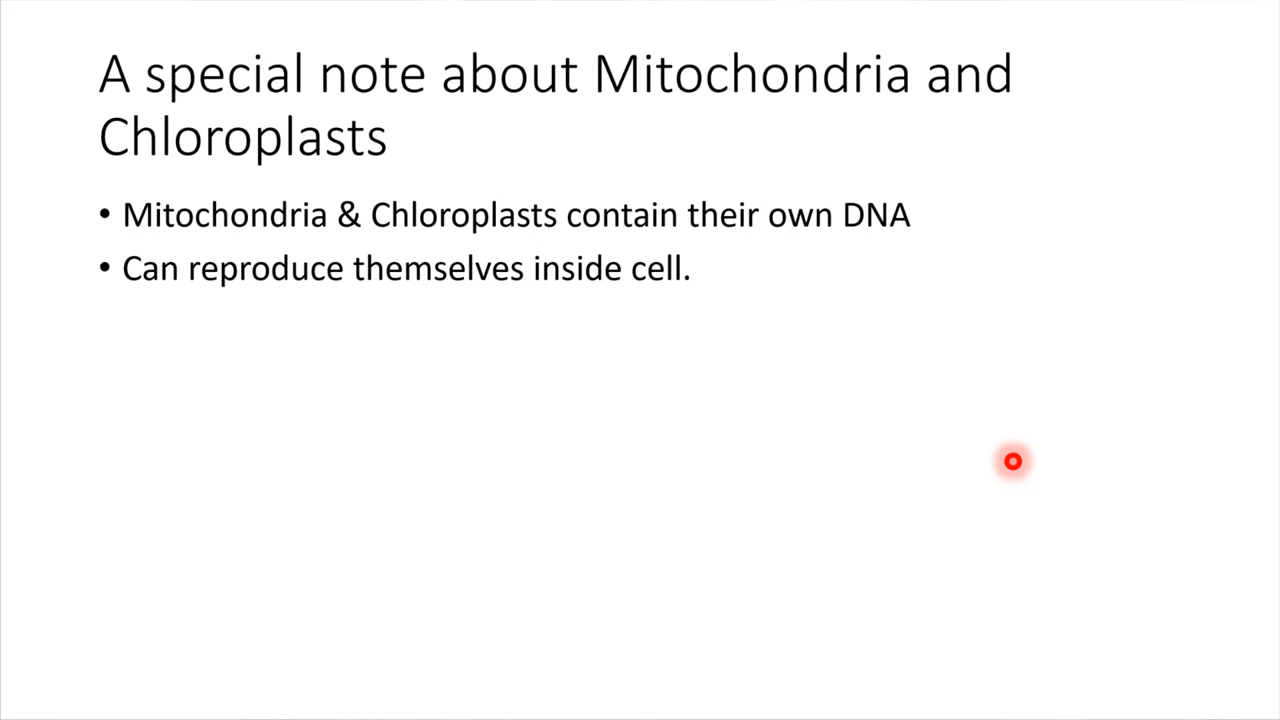 A special note about Mitochondria and
Chloroplasts
• Mitochondria & Chloroplasts contain their own DNA
• Can reproduce themselves inside cell.